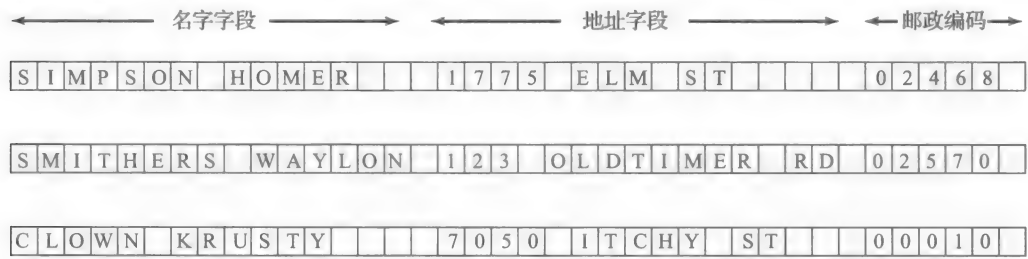 名字字段 地址字段 邮政编码
SIMPSON HOMER 1775 ELM ST 02468
SMITHERS WAYLON 123 OLDTIMER RD 02570
CLOWN KRUSTY 7050 ITCHY ST 00010